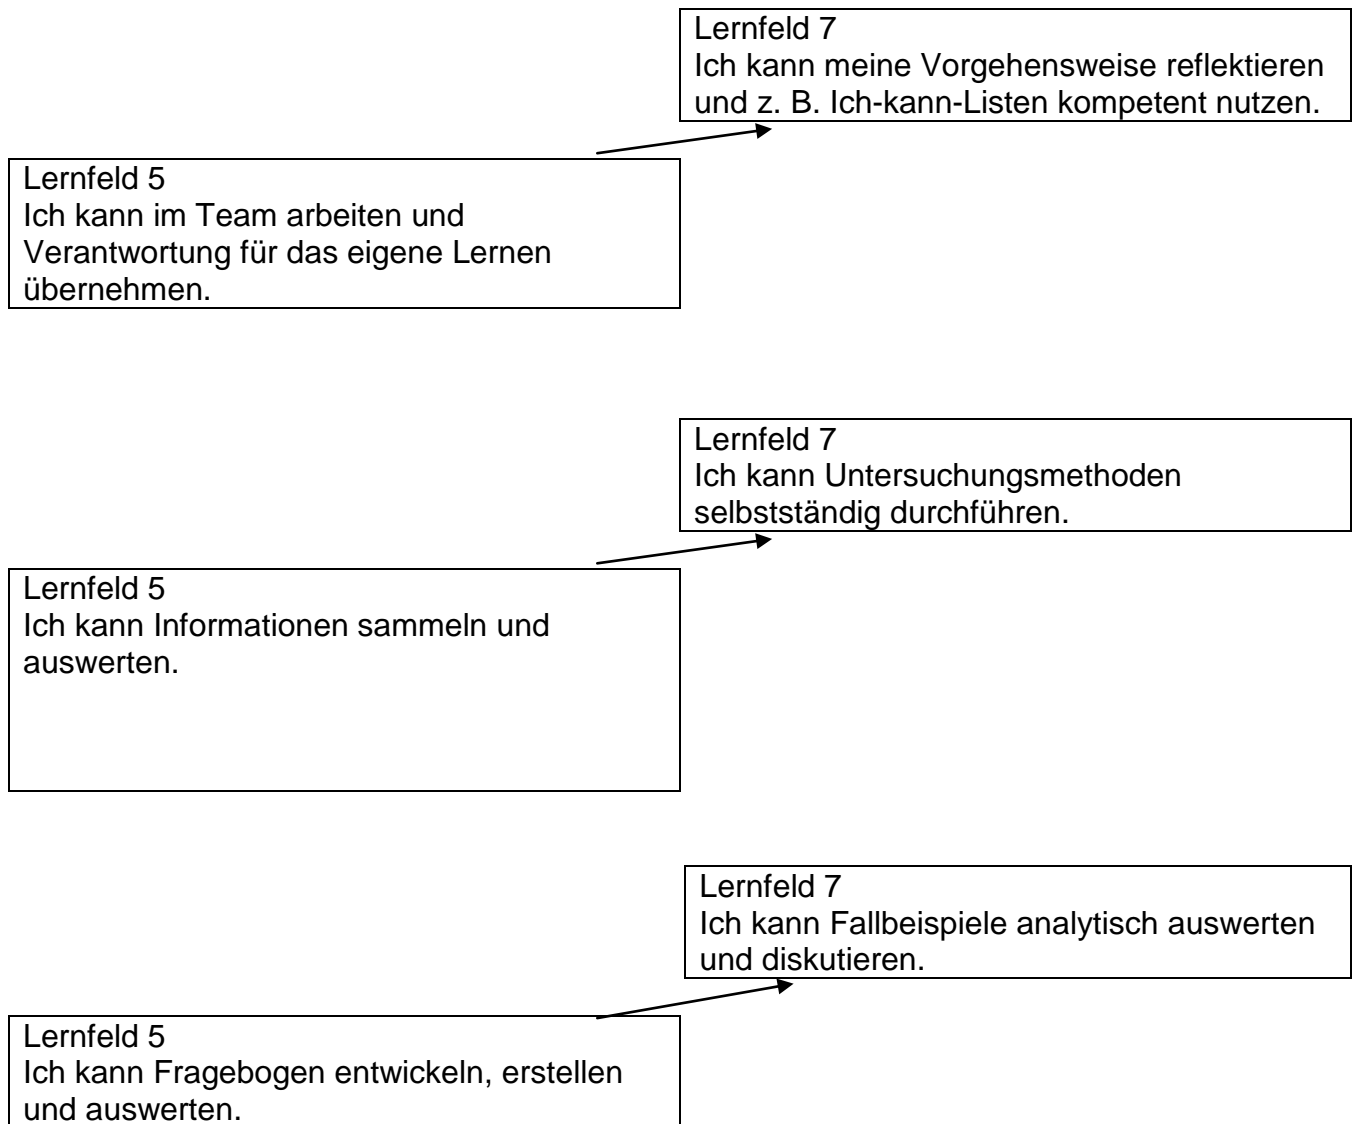 Lernfeld 7
Ich kann meine Vorgehensweise reflektieren
und z. B. Ich-kann-Listen kompetent nutzen.
Lernfeld 5
Ich kann im Team arbeiten und
Verantwortung für das eigene Lernen
übernehmen.
Lernfeld 7
Ich kann Untersuchungsmethoden
selbstständig durchführen.
Lernfeld 5
Ich kann Informationen sammeln und
auswerten.
Lernfeld 7
Ich kann Fallbeispiele analytisch auswerten
und diskutieren.
Lernfeld 5
Ich kann Fragebogen entwickeln, erstellen
und auswerten.